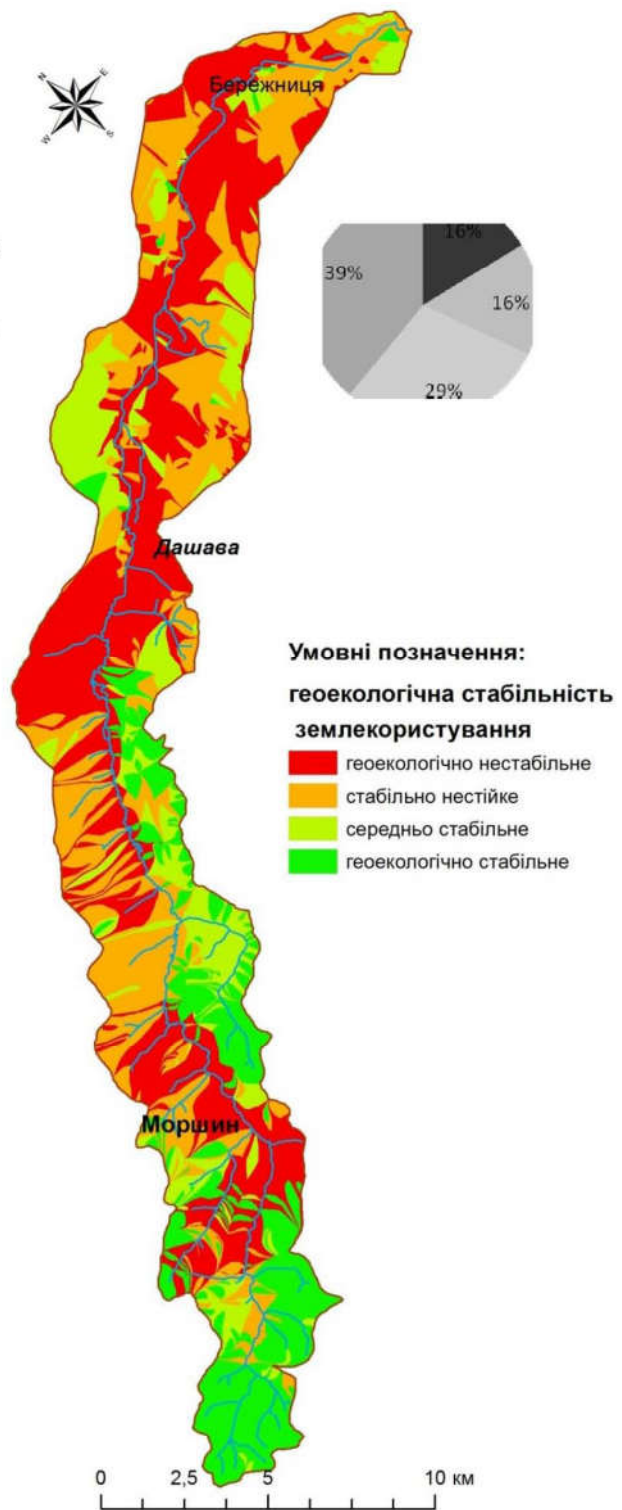 Бережниця
N
E
W
S
16%
39%
16%
29%
Дашава
Умовні позначення:
геоекологічна стабільність
землекористування
геоекологічно нестабільне
стабільно нестійке
середньо стабільне
геоекологічно стабільне
Моршин
0 2,5 5 10 км